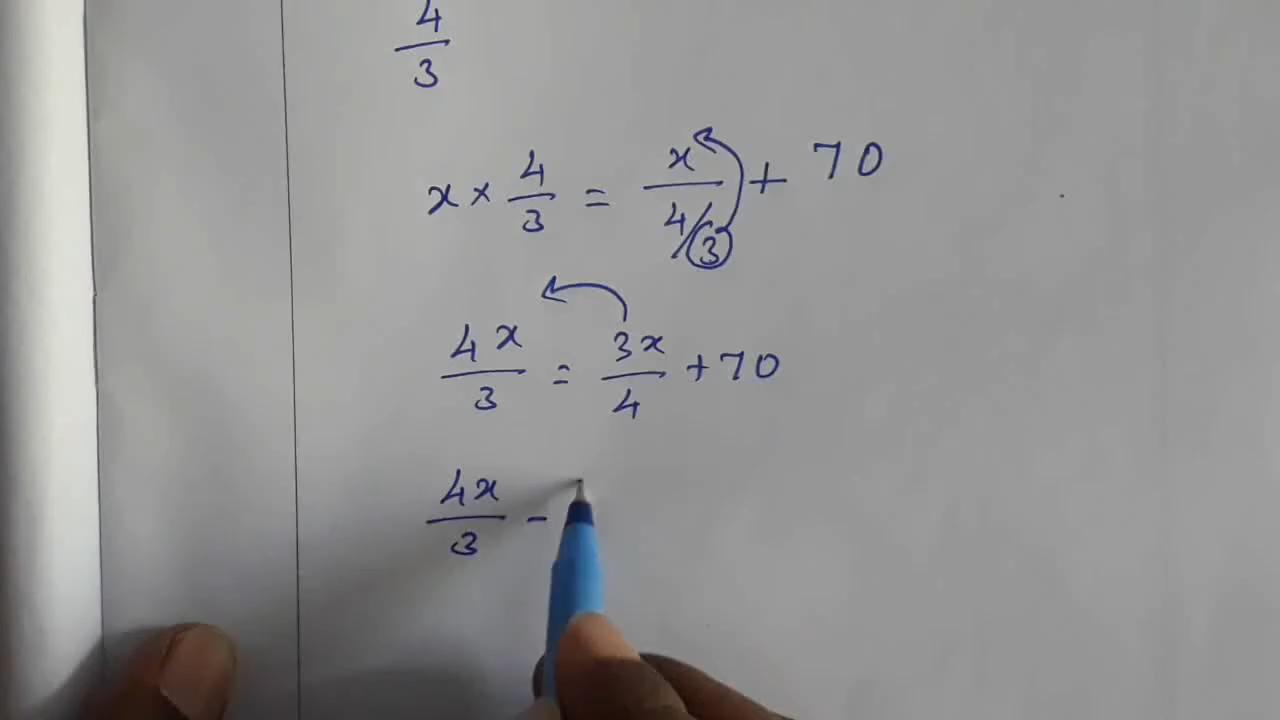 4/3
x × 4/3 = x/(4/3) + 70
4x/3 = 3x/4 + 70
4x/3 -